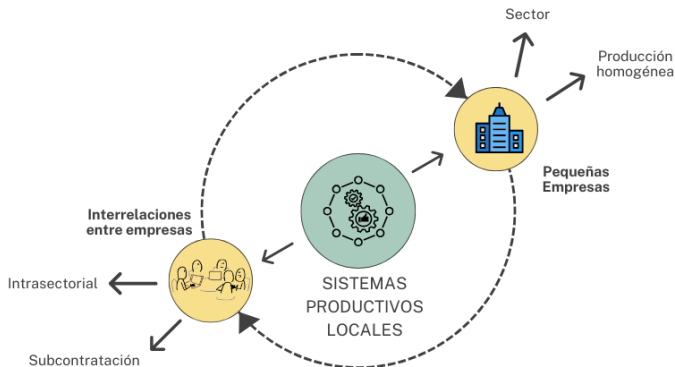 Sector
Producción
homogénea
Pequeñas
Empresas
Interrelaciones
entre empresas
Intrasectorial
SISTEMAS
PRODUCTIVOS
LOCALES
Subcontratación